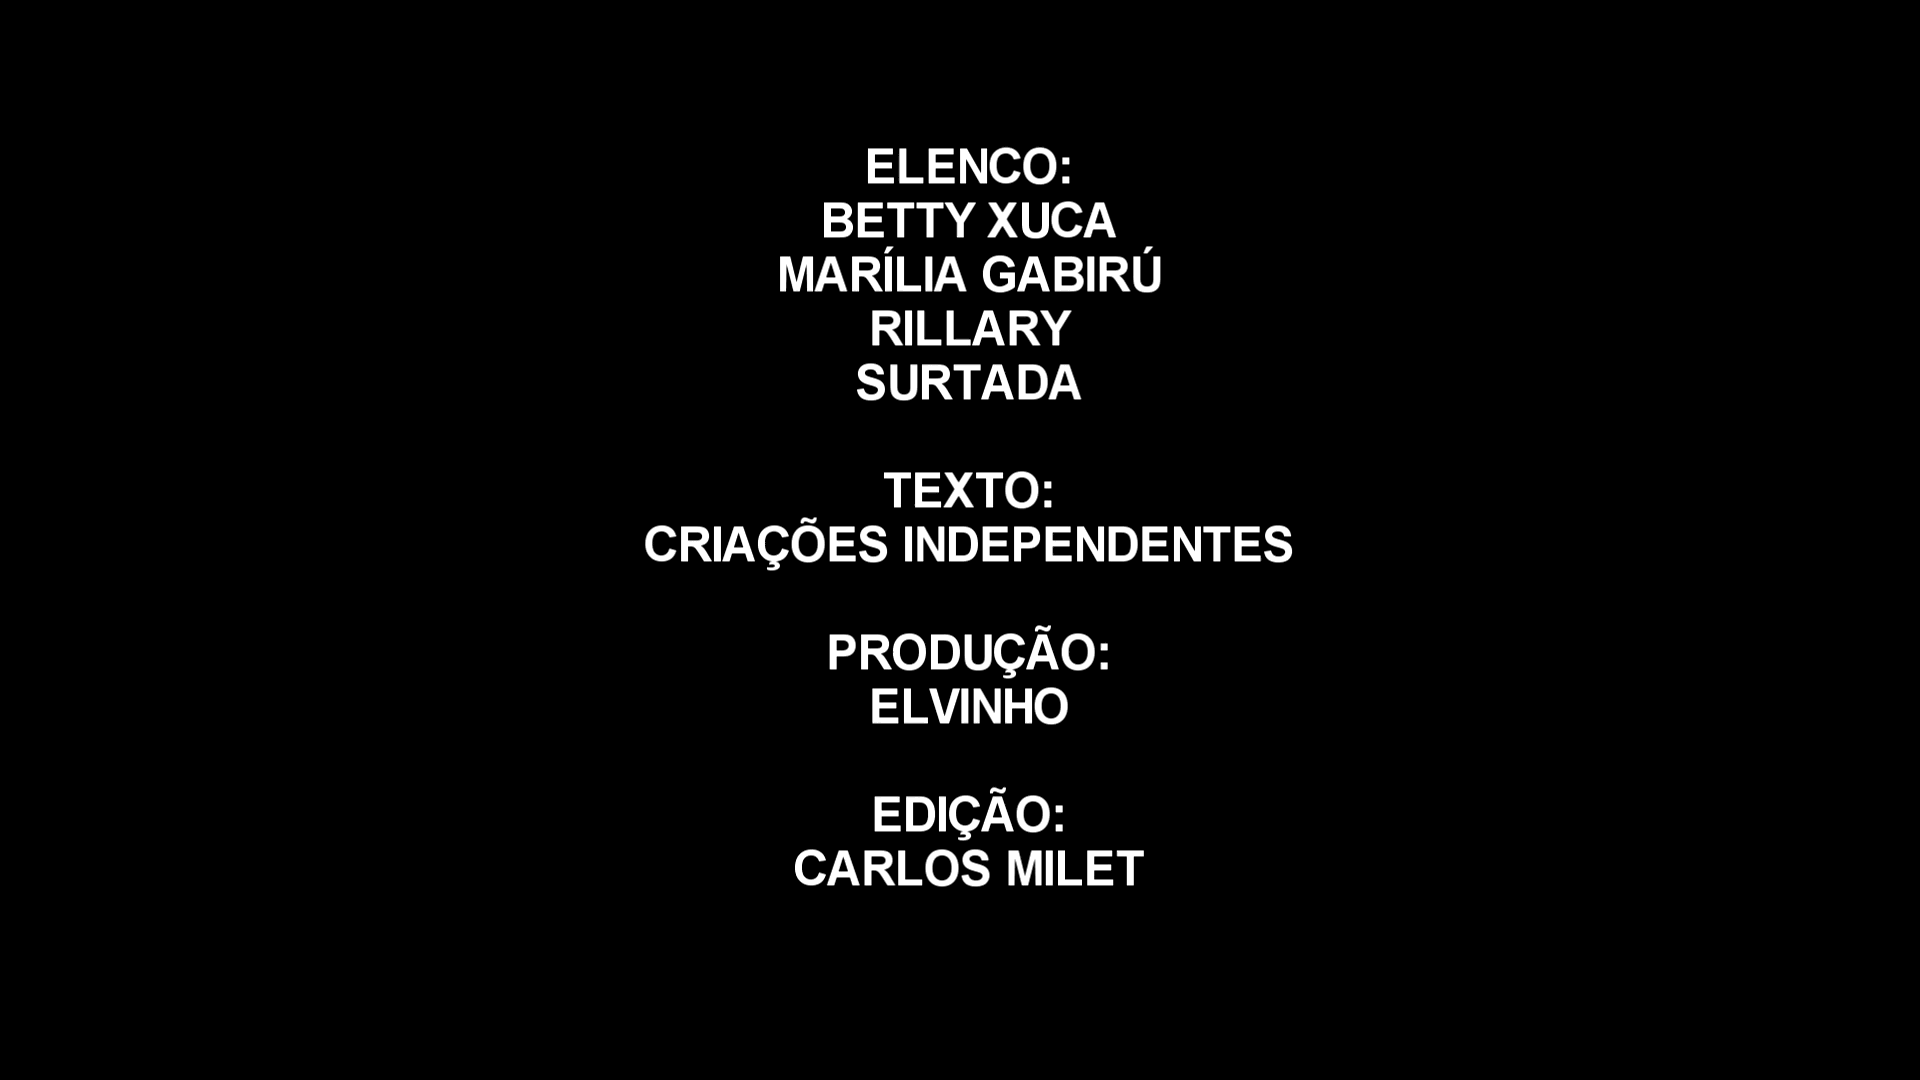 ELENCO:
BETTY XUCA
MARÍLIA GABIRÚ
RILLARY
SURTADA
TEXTO:
CRIAÇÕES INDEPENDENTES
PRODUÇÃO:
ELVINHO
EDIÇÃO:
CARLOS MILET